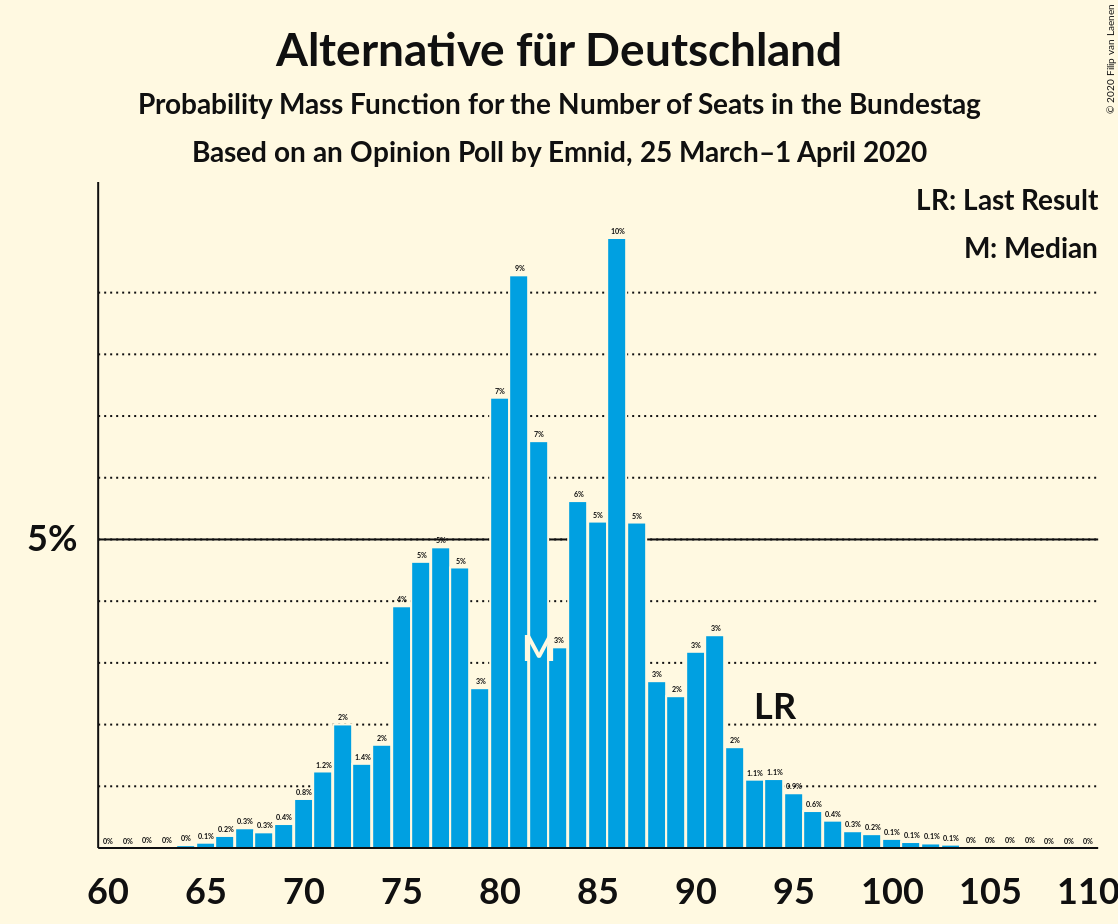 Alternative für Deutschland
Probability Mass Function for the Number of Seats in the Bundestag
Based on an Opinion Poll by Emnid, 25 March–1 April 2020
© 2020 Filip van Laenen
LR: Last Result
M: Median
5%
0% 0% 0% 0% 0% 0.1% 0.2% 0.3% 0.3% 0.4% 0.8% 1.2% 2% 1.4% 2% 4% 5% 5% 5% 3% 7% 9% 7% 3% 6% 5% 10% 5% 3% 2% 3% 3% 2% 1.1% 1.1% 0.9% 0.6% 0.4% 0.3% 0.2% 0.1% 0.1% 0.1% 0.1% 0% 0% 0% 0% 0% 0% 0%
M
LR
60 65 70 75 80 85 90 95 100 105 110